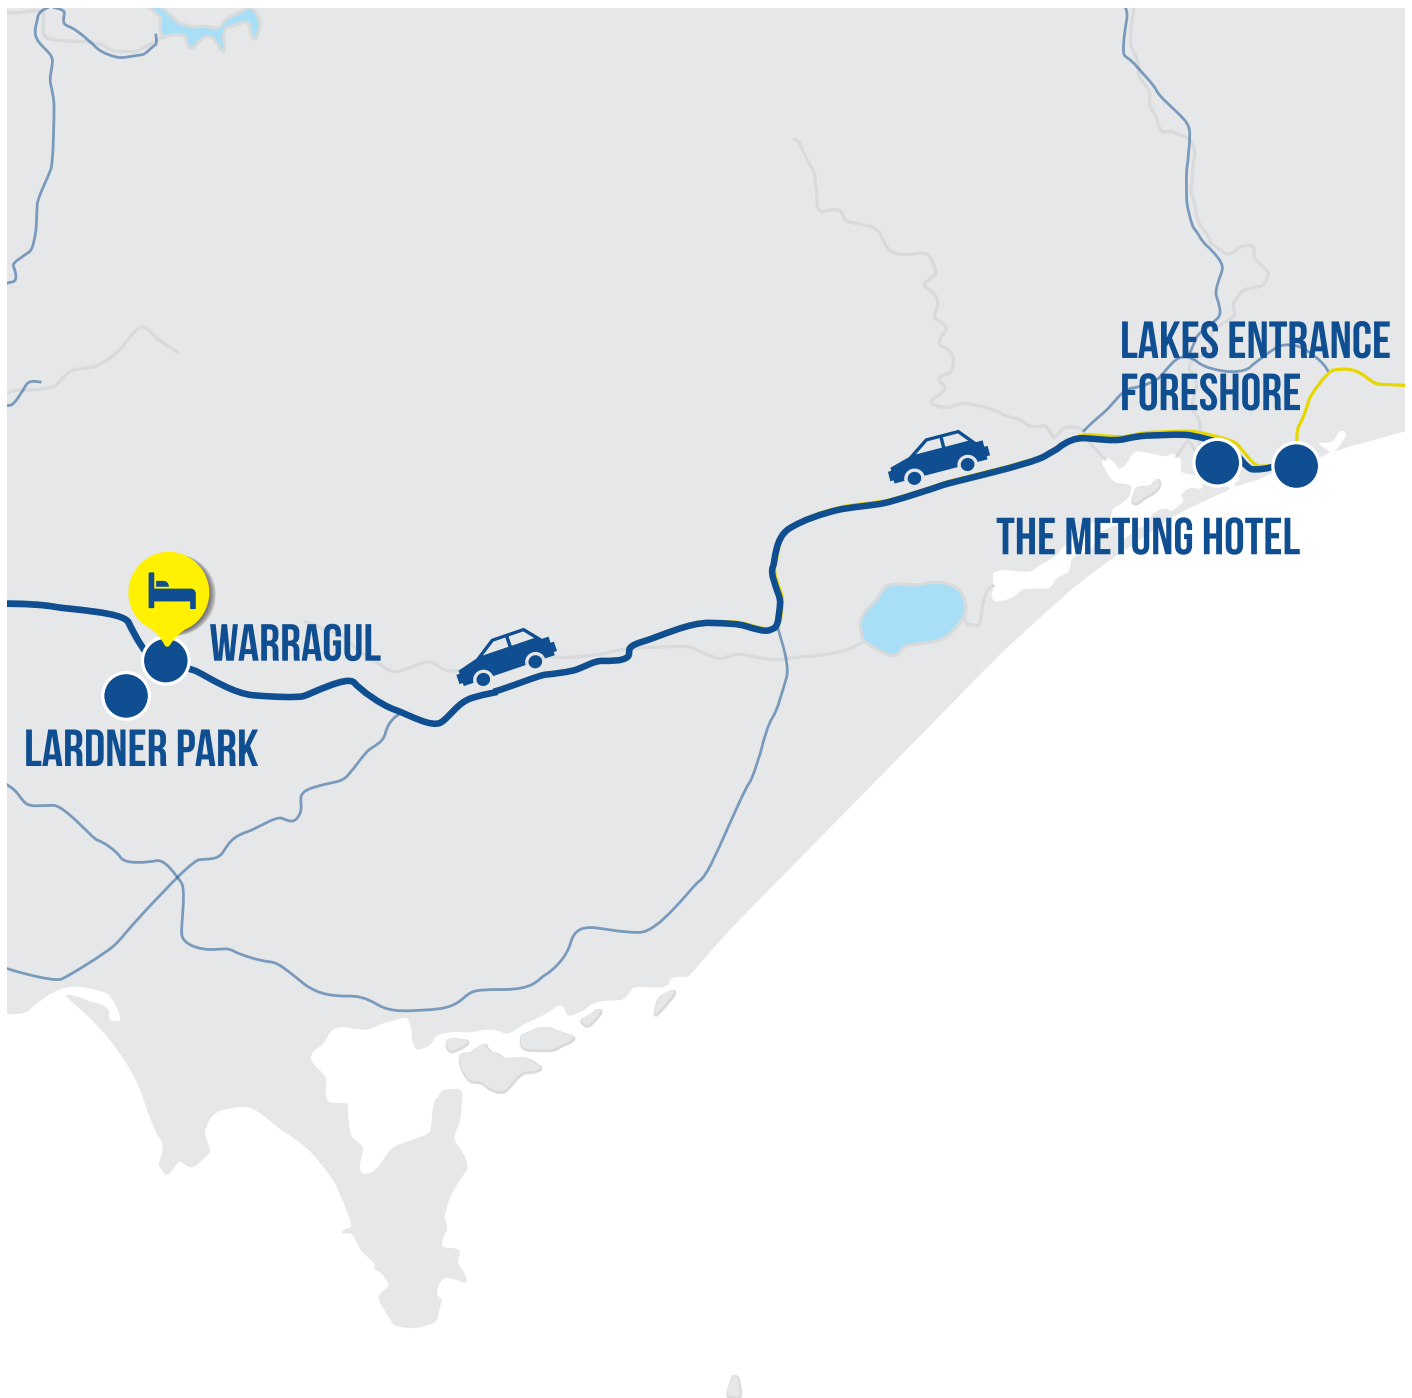 LAKES ENTRANCE
FORESHORE
THE METUNG HOTEL
WARRAGUL
LARDNER PARK